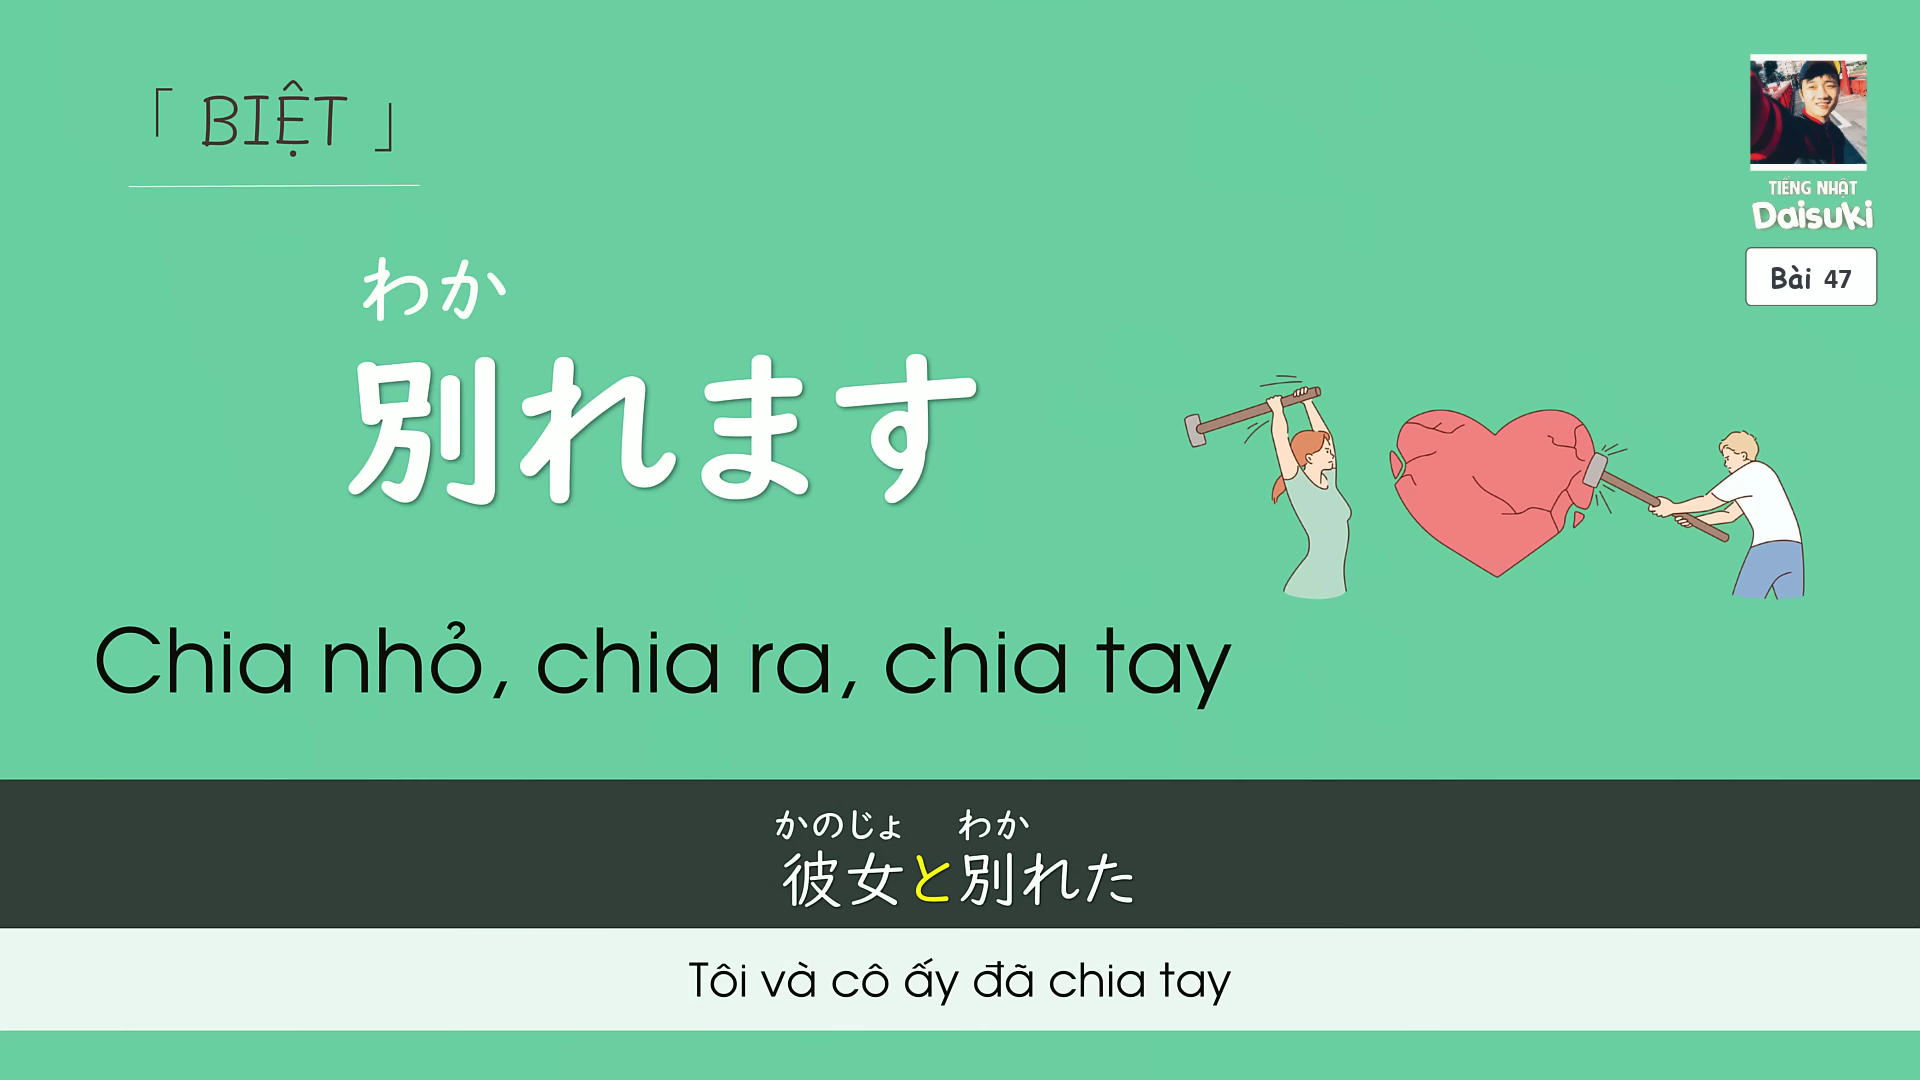 「 BIỆT 」
TIẾNG NHẬT
Daisuki
Bài 47
わか
別れます
Chia nhỏ, chia ra, chia tay
かのじょ わか
彼女と別れた
Tôi và cô ấy đã chia tay